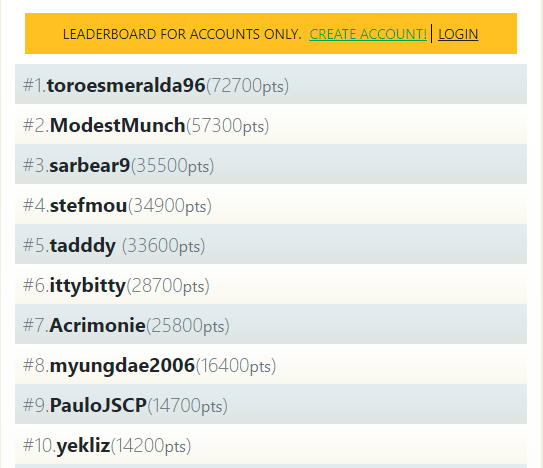 LEADERBOARD FOR ACCOUNTS ONLY. CREATE ACCOUNT! | LOGIN
#1.toroesmeralda96(72700pts)
#2.ModestMunch(57300pts)
#3.sarbear9(35500pts)
#4.stefmou(34900pts)
#5.tadddy (33600pts)
#6.ittybitty(28700pts)
#7.Acrimonie(25800pts)
#8.myungdae2006(16400pts)
#9.PauloJSCP(14700pts)
#10.yekliz(14200pts)